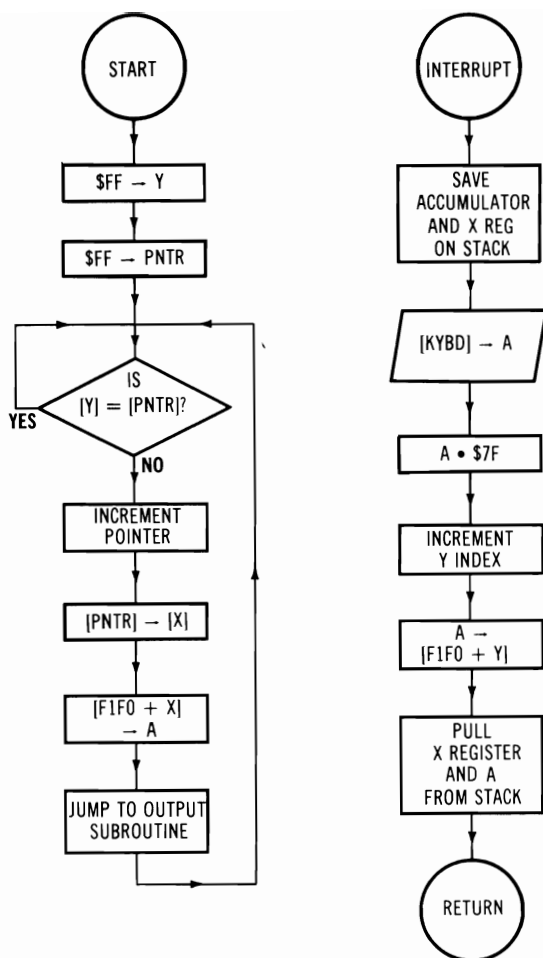 START
$FF → Y
$FF → PNTR
IS
[Y] = [PNTR]?
YES
NO
INCREMENT
POINTER
[PNTR] → [X]
[F1F0 + X]
→ A
JUMP TO OUTPUT
SUBROUTINE
INTERRUPT
SAVE
ACCUMULATOR
AND X REG
ON STACK
[KYBD] → A
A • $7F
INCREMENT
Y INDEX
A →
[F1F0 + Y]
PULL
X REGISTER
AND A
FROM STACK
RETURN